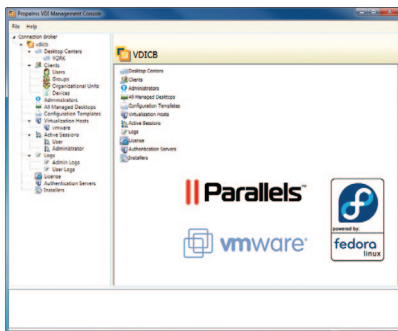 Propalms VDI Management Console
File Help
Connection Broker
vdicb
Desktop Centers
YORK
Clients
Users
Groups
Organizational Units
Devices
Administrators
All Managed Desktops
Configuration Templates
Virtualization Hosts
vmware
Active Sessions
User
Administrator
Logs
Admin Logs
User Logs
License
Authentication Servers
Installers
VDICB
Desktop Centers
Clients
Administrators
All Managed Desktops
Configuration Templates
Virtualization Hosts
Active Sessions
Logs
License
Authentication Servers
Installers
Parallels™
vmware®
powered by:
fedora
linux